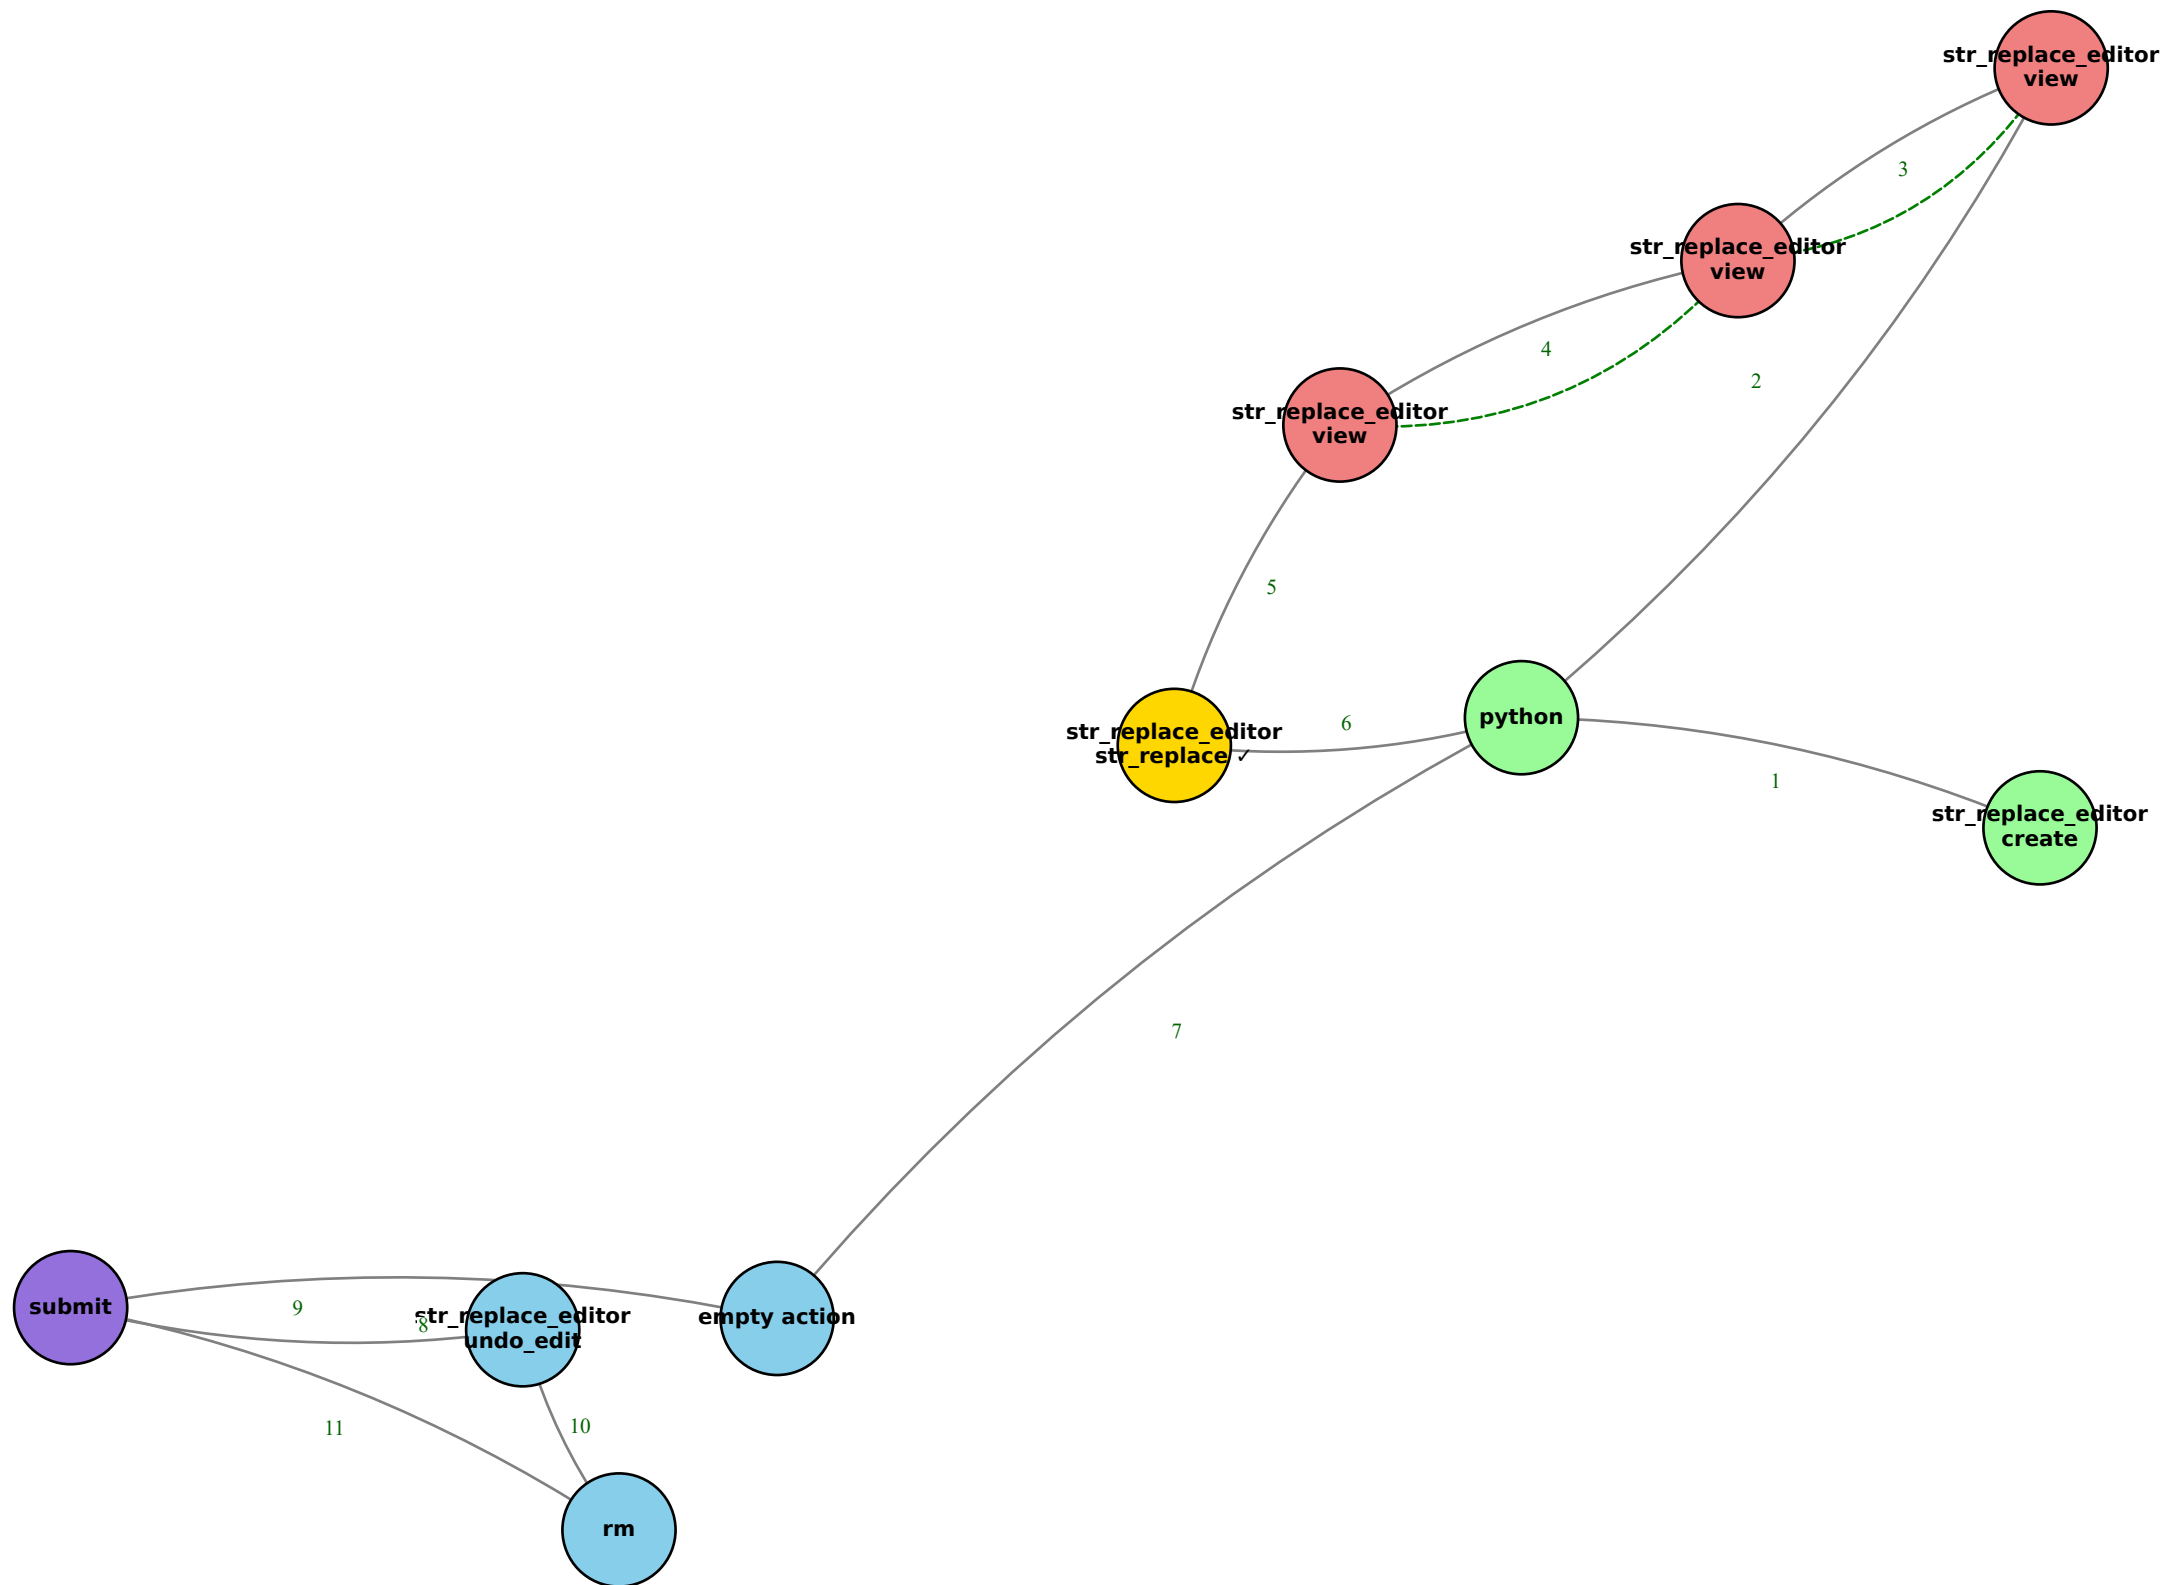 str_replace_editor
view
3
str_replace_editor
view
4
2
str_replace_editor
view
5
str_replace_editor
str_replace ✓
6
python
1
str_replace_editor
create
7
submit
9
8
str_replace_editor
undo_edit
empty action
11
10
rm